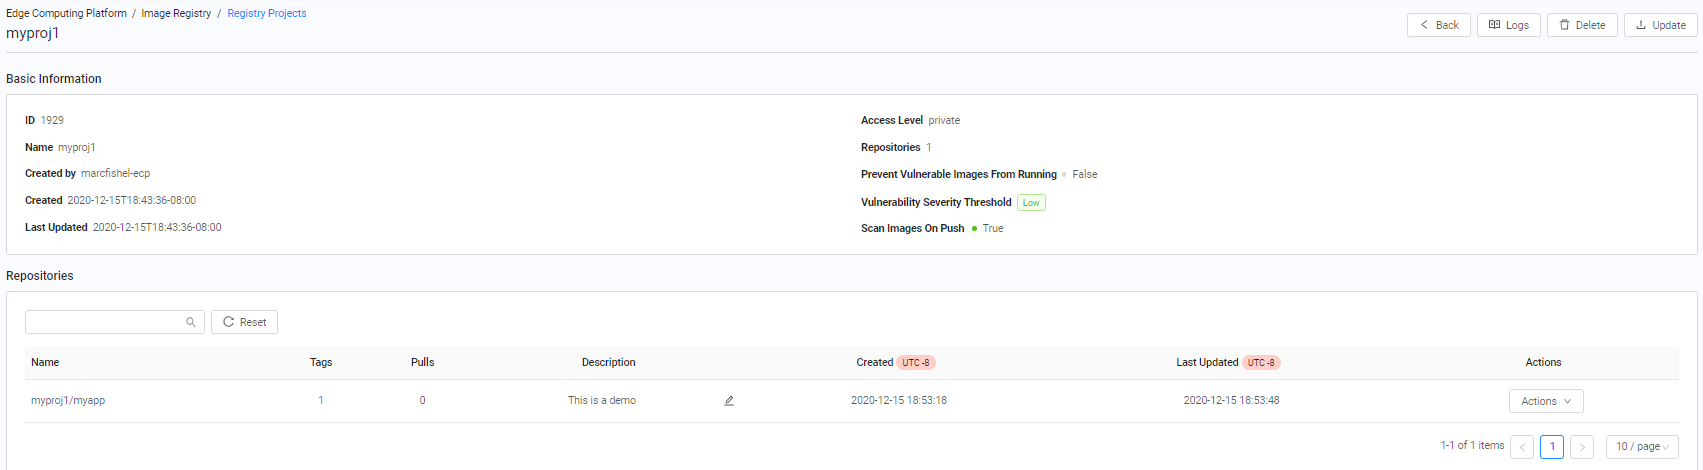 Edge Computing Platform / Image Registry / Registry Projects
myproj1
Back Logs Delete Update
Basic Information
ID 1929
Name myproj1
Created by marcfishel-ecp
Created 2020-12-15T18:43:36-08:00
Last Updated 2020-12-15T18:43:36-08:00
Access Level private
Repositories 1
Prevent Vulnerable Images From Running False
Vulnerability Severity Threshold Low
Scan Images On Push True
Repositories
Reset
Name Tags Pulls Description Created UTC-8 Last Updated UTC-8 Actions
myproj1/myapp 1 0 This is a demo 2020-12-15 18:53:18 2020-12-15 18:53:48 Actions
1-1 of 1 items < 1 > 10 / page